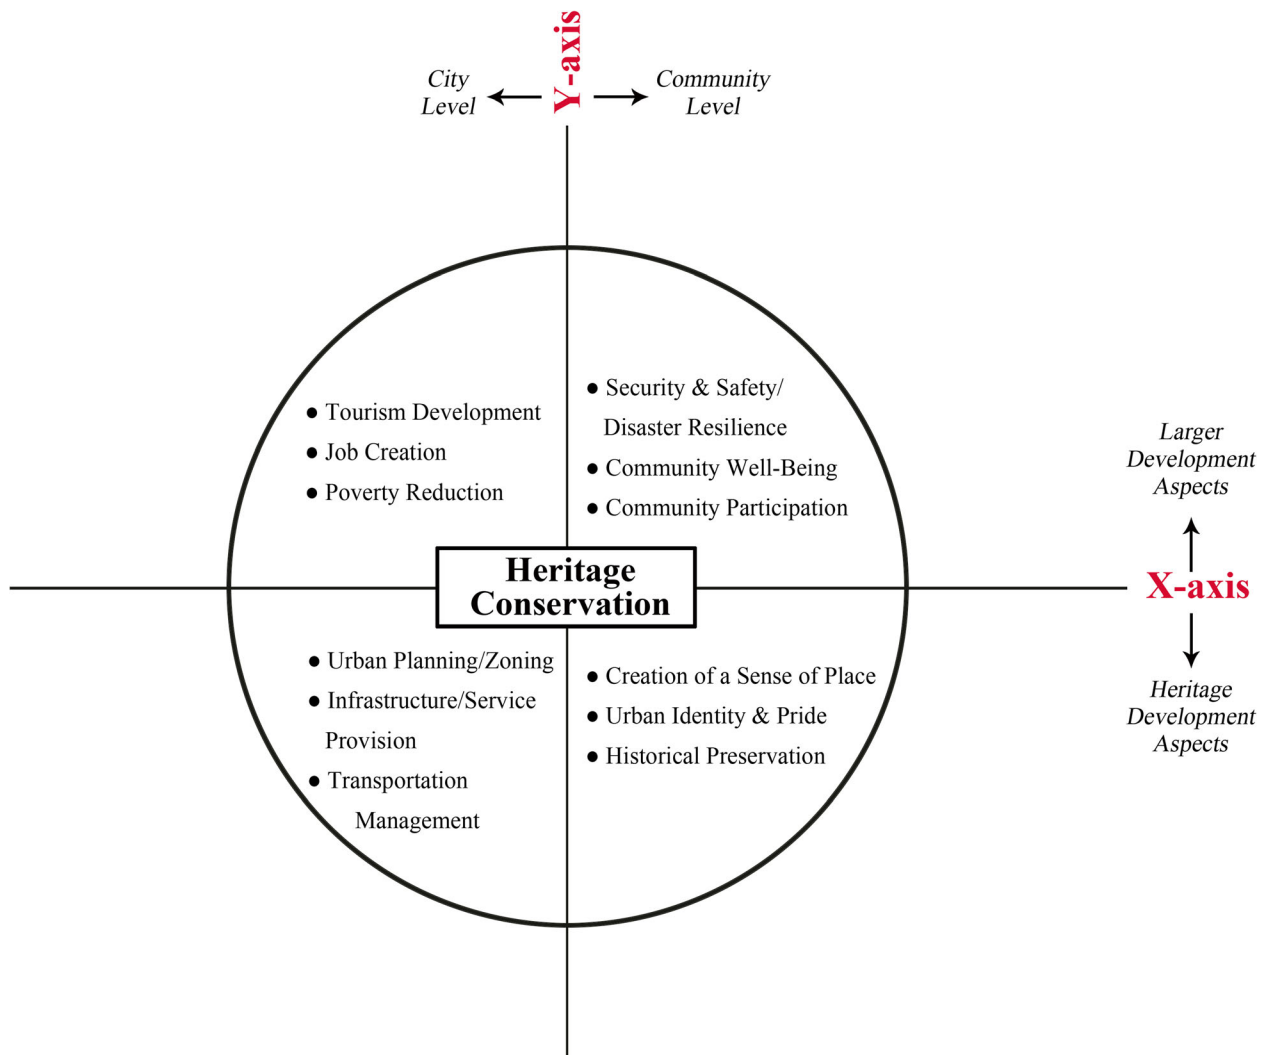 Y-axis
City
Level
Community
Level
● Tourism Development
● Job Creation
● Poverty Reduction
● Security & Safety/
Disaster Resilience
● Community Well-Being
● Community Participation
Heritage
Conservation
● Urban Planning/Zoning
● Infrastructure/Service
Provision
● Transportation
Management
● Creation of a Sense of Place
● Urban Identity & Pride
● Historical Preservation
Larger
Development
Aspects
X-axis
Heritage
Development
Aspects